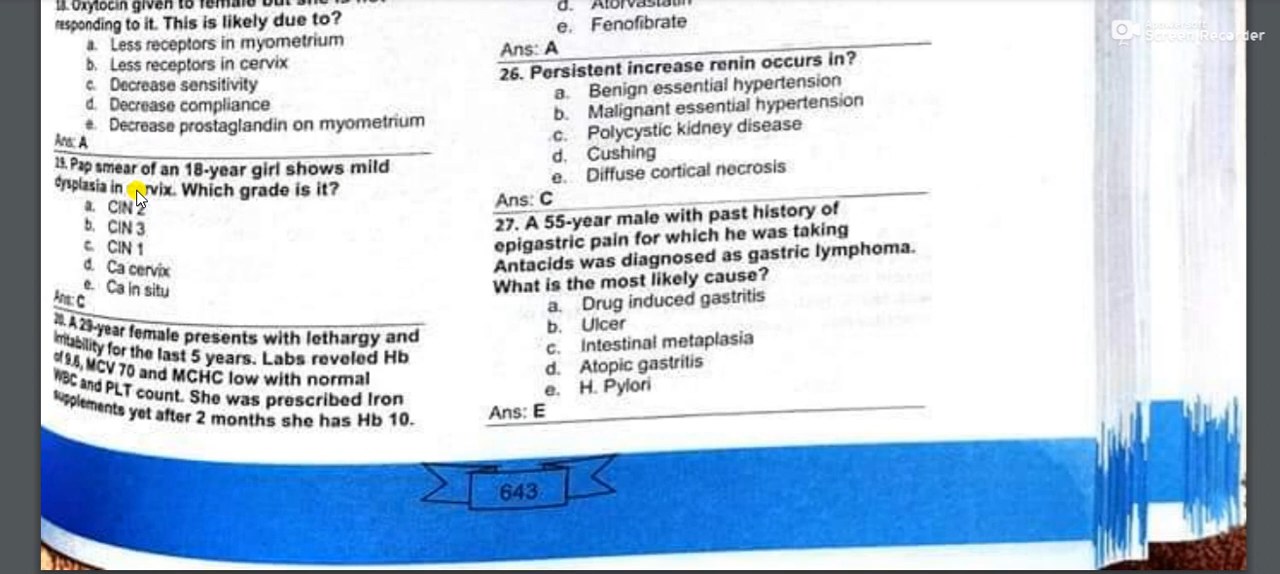 18. Oxytocin given to female but she is not
responding to it. This is likely due to?
a. Less receptors in myometrium
b. Less receptors in cervix
c. Decrease sensitivity
d. Decrease compliance
e. Decrease prostaglandin on myometrium
Ans: A
19. Pap smear of an 18-year girl shows mild
dysplasia in rvix. Which grade is it?
a. CIN 2
b. CIN 3
c. CIN 1
d. Ca cervix
e. Ca in situ
Ans: C
20. A 29-year female presents with lethargy and
irritability for the last 5 years. Labs reveled Hb
of 9.6, MCV 70 and MCHC low with normal
WBC and PLT count. She was prescribed Iron
supplements yet after 2 months she has Hb 10.
d. Atorvastatin
e. Fenofibrate
Ans: A
26. Persistent increase renin occurs in?
a. Benign essential hypertension
b. Malignant essential hypertension
c. Polycystic kidney disease
d. Cushing
e. Diffuse cortical necrosis
Ans: C
27. A 55-year male with past history of
epigastric pain for which he was taking
Antacids was diagnosed as gastric lymphoma.
What is the most likely cause?
a. Drug induced gastritis
b. Ulcer
c. Intestinal metaplasia
d. Atopic gastritis
e. H. Pylori
Ans: E
643
Screen Recorder